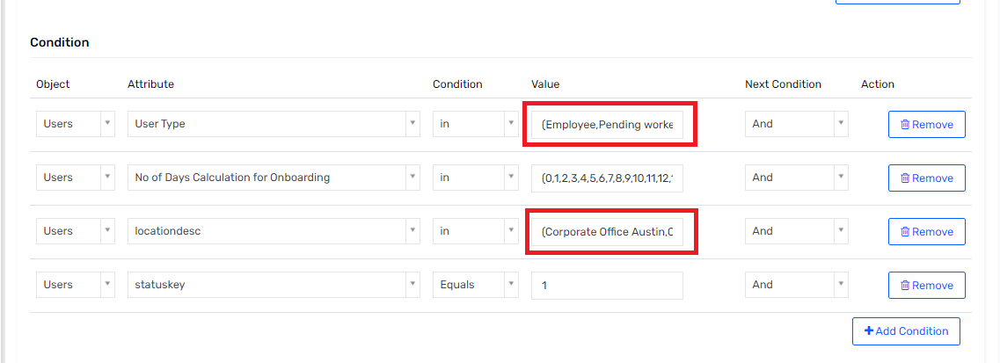 Condition
Object Attribute Condition Value Next Condition Action
Users User Type in (Employee,Pending worke And Remove
Users No of Days Calculation for Onboarding in (0,1,2,3,4,5,6,7,8,9,10,11,12, And Remove
Users locationdesc in (Corporate Office Austin,C And Remove
Users statuskey Equals 1 And Remove
+ Add Condition